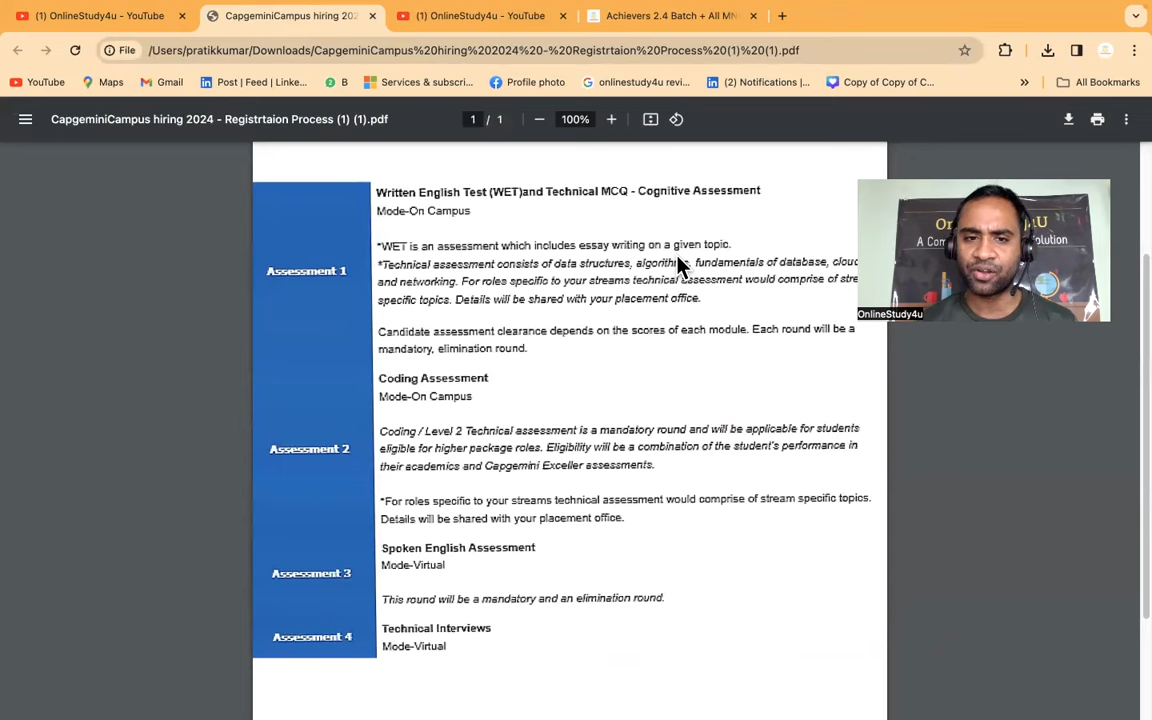 (1) OnlineStudy4u - YouTube
CapgeminiCampus hiring 202
(1) OnlineStudy4u - YouTube
Achievers 2.4 Batch + All MN
File
/Users/pratikkumar/Downloads/CapgeminiCampus%20hiring%202024%20-%20Registrtaion%20Process%20(1)%20(1).pdf
YouTube
Maps
Gmail
Post | Feed | Linke...
B
Services & subscri...
Profile photo
onlinestudy4u revi...
(2) Notifications |...
Copy of Copy of C...
»
All Bookmarks
CapgeminiCampus hiring 2024 - Registrtaion Process (1) (1).pdf
1 / 1
100%
Written English Test (WET)and Technical MCQ - Cognitive Assessment
Mode-On Campus
*WET is an assessment which includes essay writing on a given topic.
*Technical assessment consists of data structures, algorithms, fundamentals of database, cloud
and networking. For roles specific to your streams technical assessment would comprise of stre
specific topics. Details will be shared with your placement office.
Assessment 1
Candidate assessment clearance depends on the scores of each module. Each round will be a
mandatory, elimination round.
Coding Assessment
Mode-On Campus
Coding / Level 2 Technical assessment is a mandatory round and will be applicable for students
eligible for higher package roles. Eligibility will be a combination of the student's performance in
their academics and Capgemini Exceller assessments.
Assessment 2
*For roles specific to your streams technical assessment would comprise of stream specific topics.
Details will be shared with your placement office.
Spoken English Assessment
Mode-Virtual
Assessment 3
This round will be a mandatory and an elimination round.
Technical Interviews
Assessment 4
Mode-Virtual
OnlineStudy4u